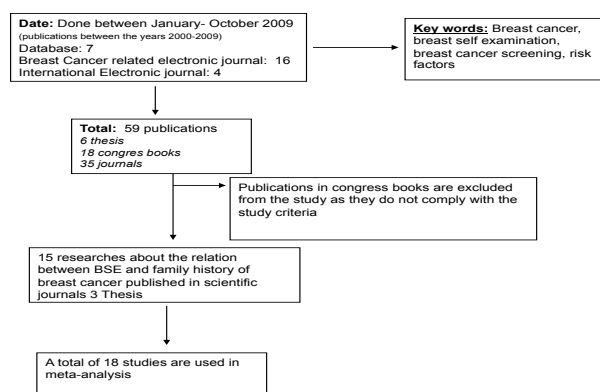 Date: Done between January- October 2009
(publications between the years 2000-2009)
Database: 7
Breast Cancer related electronic journal: 16
International Electronic journal: 4
Key words: Breast cancer,
breast self examination,
breast cancer screening, risk
factors
Total: 59 publications
6 thesis
18 congres books
35 journals
Publications in congress books are excluded
from the study as they do not comply with the
study criteria
15 researches about the relation
between BSE and family history of
breast cancer published in scientific
journals 3 Thesis
A total of 18 studies are used in
meta-analysis